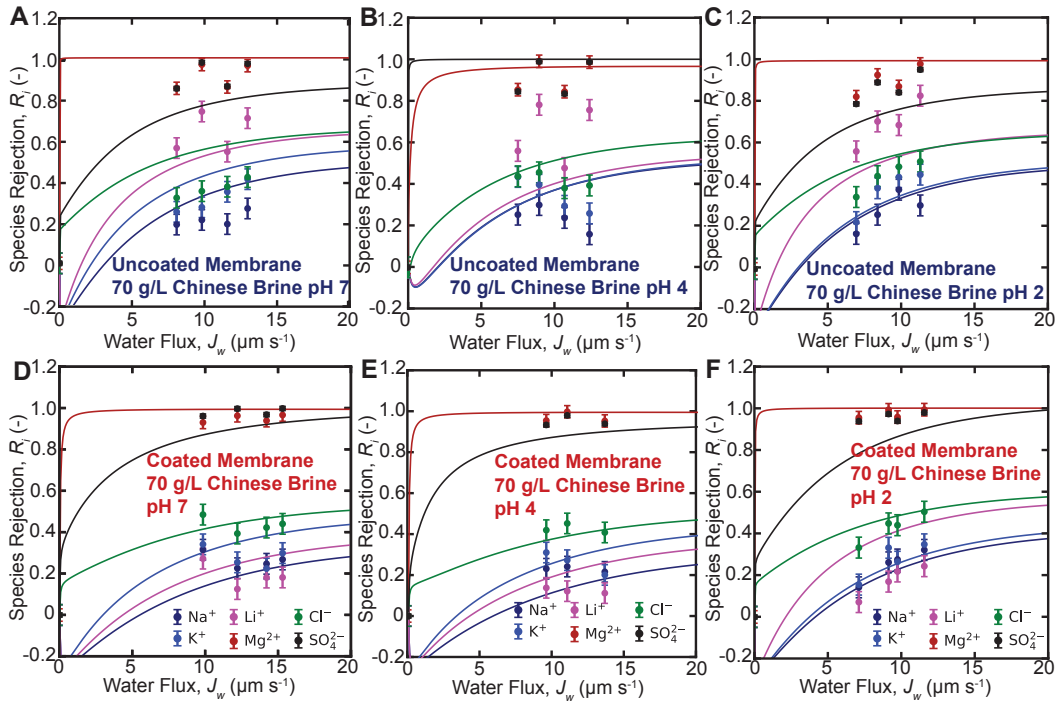 A
B
C
1.2
1.0
0.8
0.6
0.4
0.2
0
-0.2
Species Rejection, Rᵢ (-)
0 5 10 15 20
Water Flux, J_w (μm s⁻¹)
Uncoated Membrane
70 g/L Chinese Brine pH 7
1.2
1.0
0.8
0.6
0.4
0.2
0
-0.2
Species Rejection, Rᵢ (-)
0 5 10 15 20
Water Flux, J_w (μm s⁻¹)
Uncoated Membrane
70 g/L Chinese Brine pH 4
1.2
1.0
0.8
0.6
0.4
0.2
0
-0.2
Species Rejection, Rᵢ (-)
0 5 10 15 20
Water Flux, J_w (μm s⁻¹)
Uncoated Membrane
70 g/L Chinese Brine pH 2
D
E
F
1.2
1.0
0.8
0.6
0.4
0.2
0
-0.2
Species Rejection, Rᵢ (-)
0 5 10 15 20
Water Flux, J_w (μm s⁻¹)
Coated Membrane
70 g/L Chinese Brine
pH 7
Na⁺ Li⁺ Cl⁻
K⁺ Mg²⁺ SO₄²⁻
1.2
1.0
0.8
0.6
0.4
0.2
0
-0.2
Species Rejection, Rᵢ (-)
0 5 10 15 20
Water Flux, J_w (μm s⁻¹)
Coated Membrane
70 g/L Chinese Brine
pH 4
Na⁺ Li⁺ Cl⁻
K⁺ Mg²⁺ SO₄²⁻
1.2
1.0
0.8
0.6
0.4
0.2
0
-0.2
Species Rejection, Rᵢ (-)
0 5 10 15 20
Water Flux, J_w (μm s⁻¹)
Coated Membrane
70 g/L Chinese Brine
pH 2
Na⁺ Li⁺ Cl⁻
K⁺ Mg²⁺ SO₄²⁻